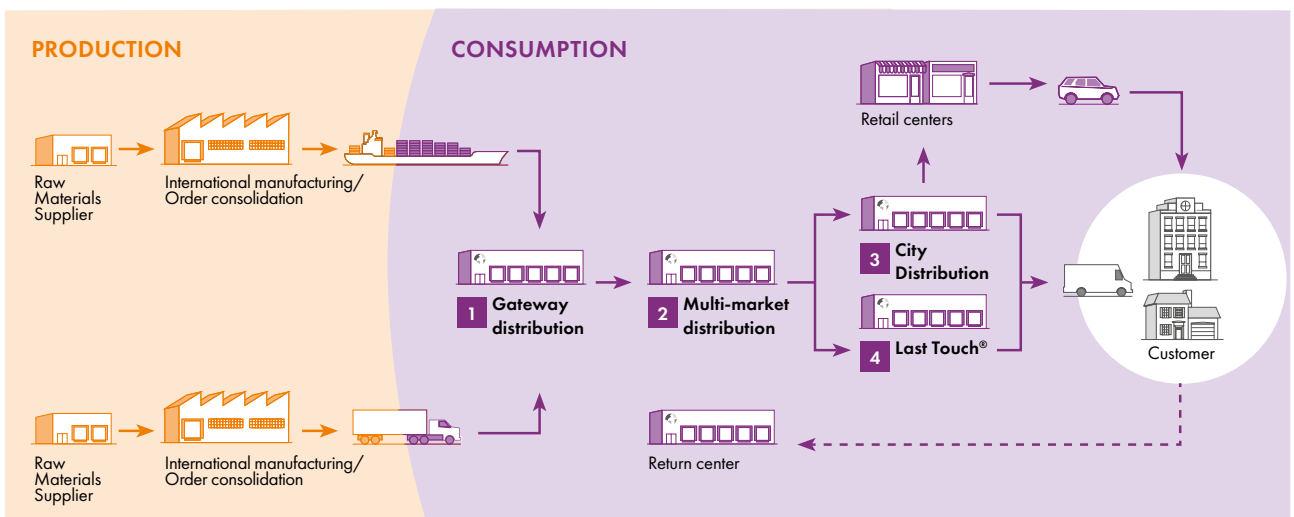 PRODUCTION
CONSUMPTION
Retail centers
Raw
Materials
Supplier
International manufacturing/
Order consolidation
1 Gateway
distribution
2 Multi-market
distribution
3 City
Distribution
4 Last Touch®
Customer
Raw
Materials
Supplier
International manufacturing/
Order consolidation
Return center